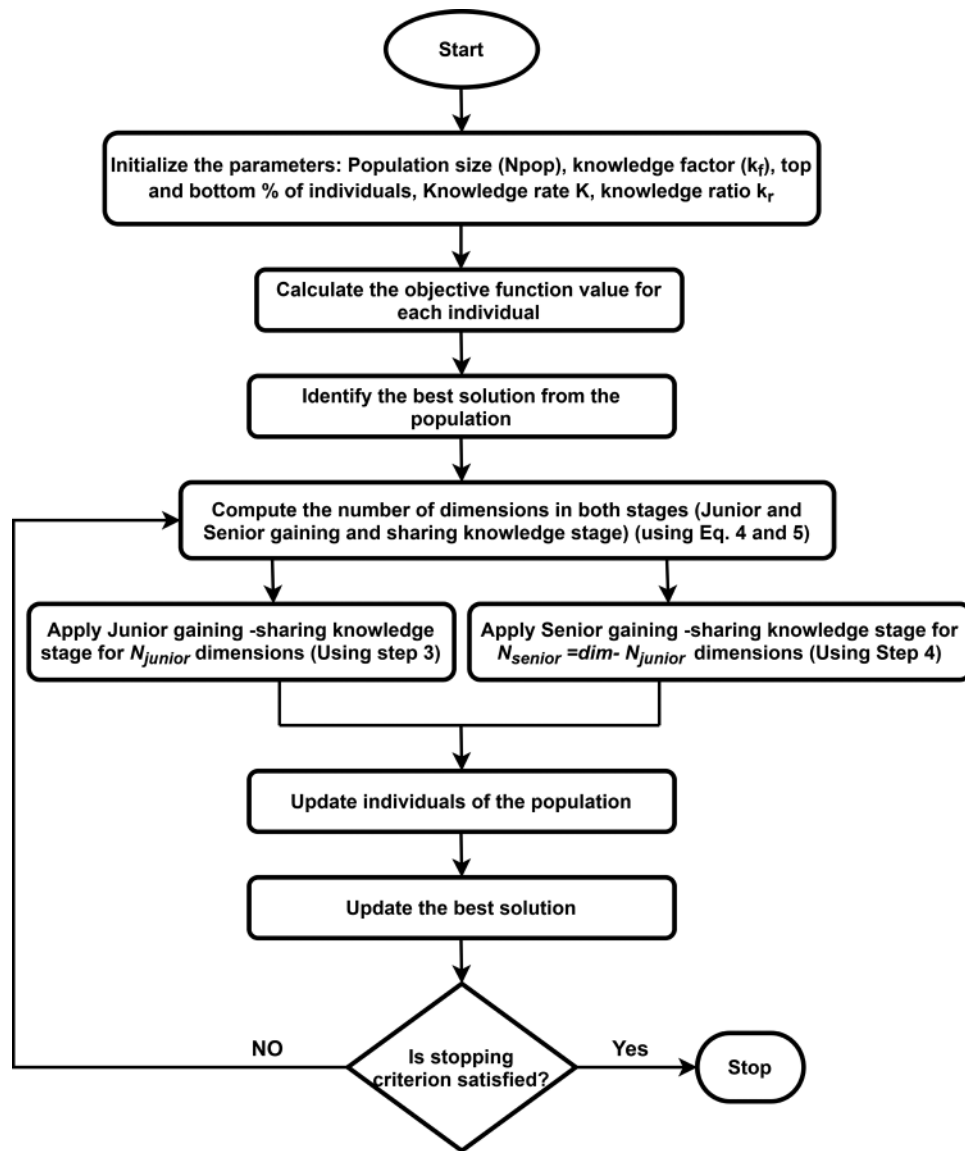 Start
Initialize the parameters: Population size (Npop), knowledge factor (kf), top
and bottom % of individuals, Knowledge rate K, knowledge ratio kr
Calculate the objective function value for
each individual
Identify the best solution from the
population
Compute the number of dimensions in both stages (Junior and
Senior gaining and sharing knowledge stage) (using Eq. 4 and 5)
Apply Junior gaining -sharing knowledge
stage for Njunior dimensions (Using step 3)
Apply Senior gaining -sharing knowledge stage for
Nsenior =dim- Njunior dimensions (Using Step 4)
Update individuals of the population
Update the best solution
NO
Is stopping
criterion satisfied?
Yes
Stop